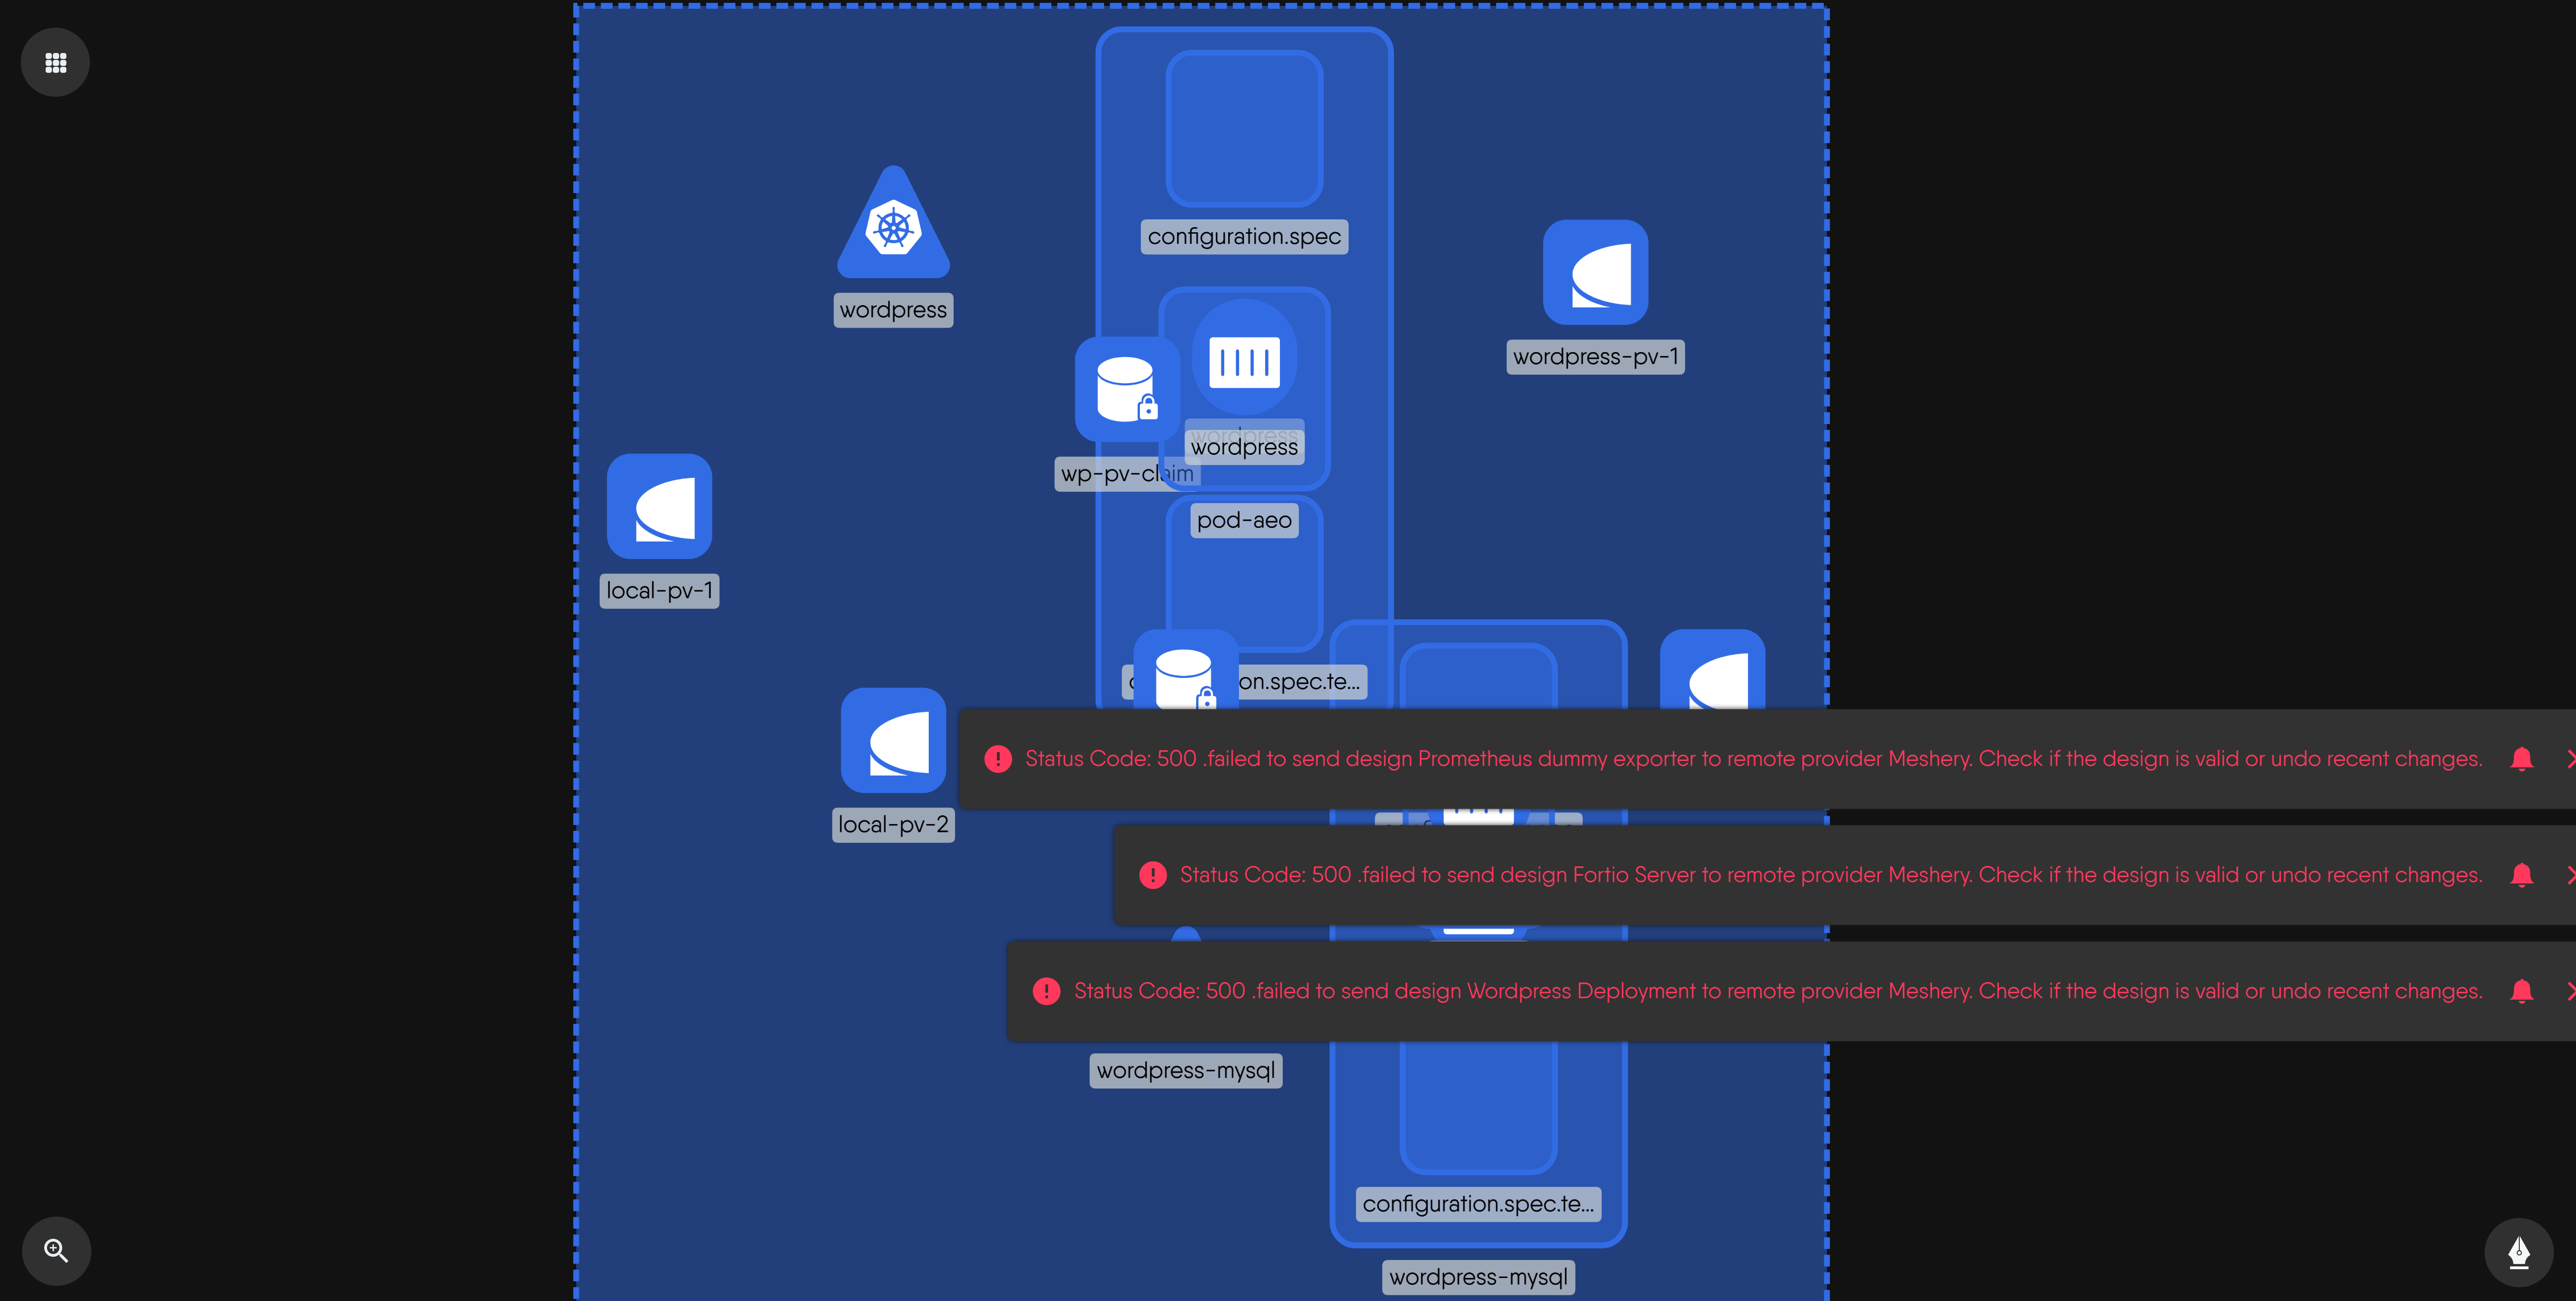 configuration.spec
wordpress
wordpress-pv-1
wordpress
wp-pv-claim
pod-aeo
local-pv-1
on.spec.te...
Status Code: 500 .failed to send design Prometheus dummy exporter to remote provider Meshery. Check if the design is valid or undo recent changes.
local-pv-2
Status Code: 500 .failed to send design Fortio Server to remote provider Meshery. Check if the design is valid or undo recent changes.
Status Code: 500 .failed to send design Wordpress Deployment to remote provider Meshery. Check if the design is valid or undo recent changes.
wordpress-mysql
configuration.spec.te...
wordpress-mysql